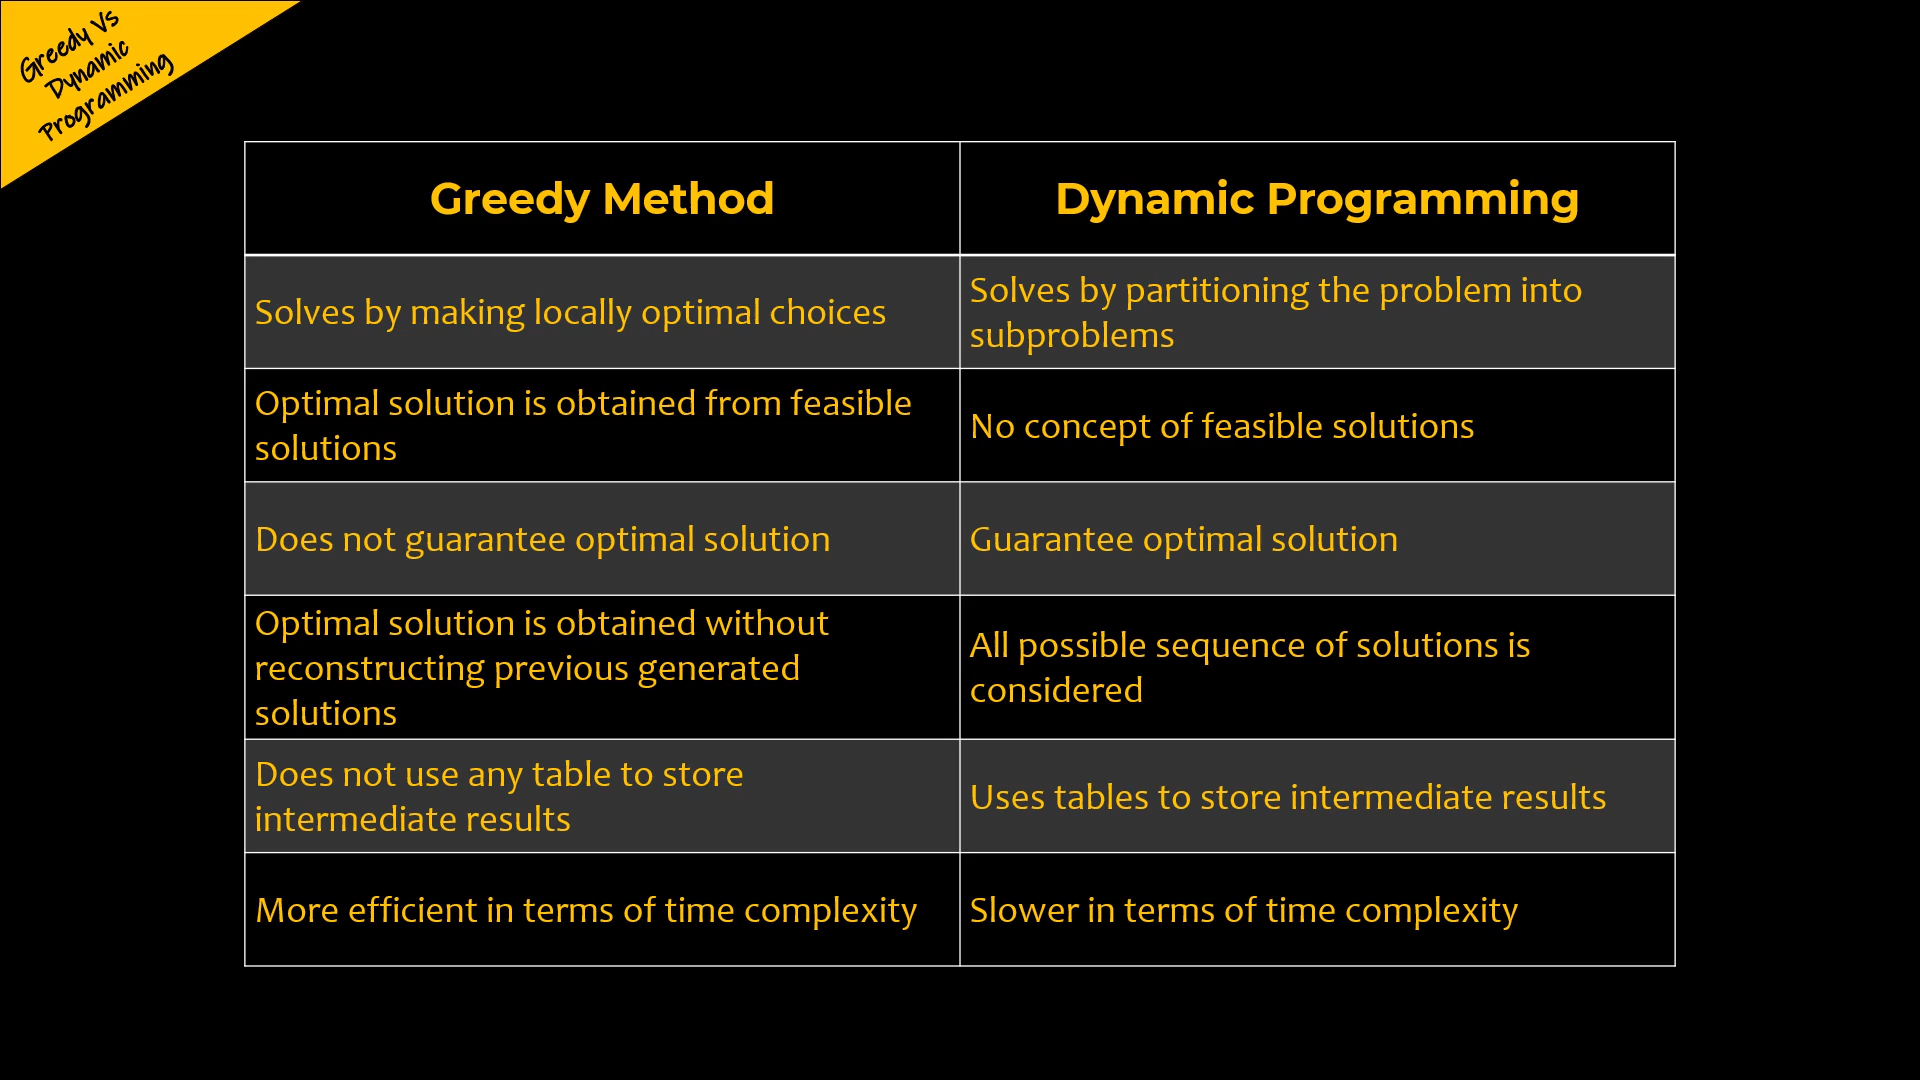 Greedy Vs
Dynamic
Programming
Greedy Method
Dynamic Programming
Solves by making locally optimal choices
Solves by partitioning the problem into
subproblems
Optimal solution is obtained from feasible
solutions
No concept of feasible solutions
Does not guarantee optimal solution
Guarantee optimal solution
Optimal solution is obtained without
reconstructing previous generated
solutions
All possible sequence of solutions is
considered
Does not use any table to store
intermediate results
Uses tables to store intermediate results
More efficient in terms of time complexity
Slower in terms of time complexity